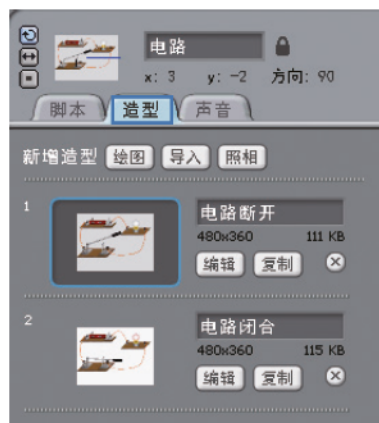 电路
x: 3 y: -2 方向: 90
脚本 造型 声音
新增造型 绘图 导入 照相
1
电路断开
480x360 111 KB
编辑 复制
2
电路闭合
480x360 115 KB
编辑 复制